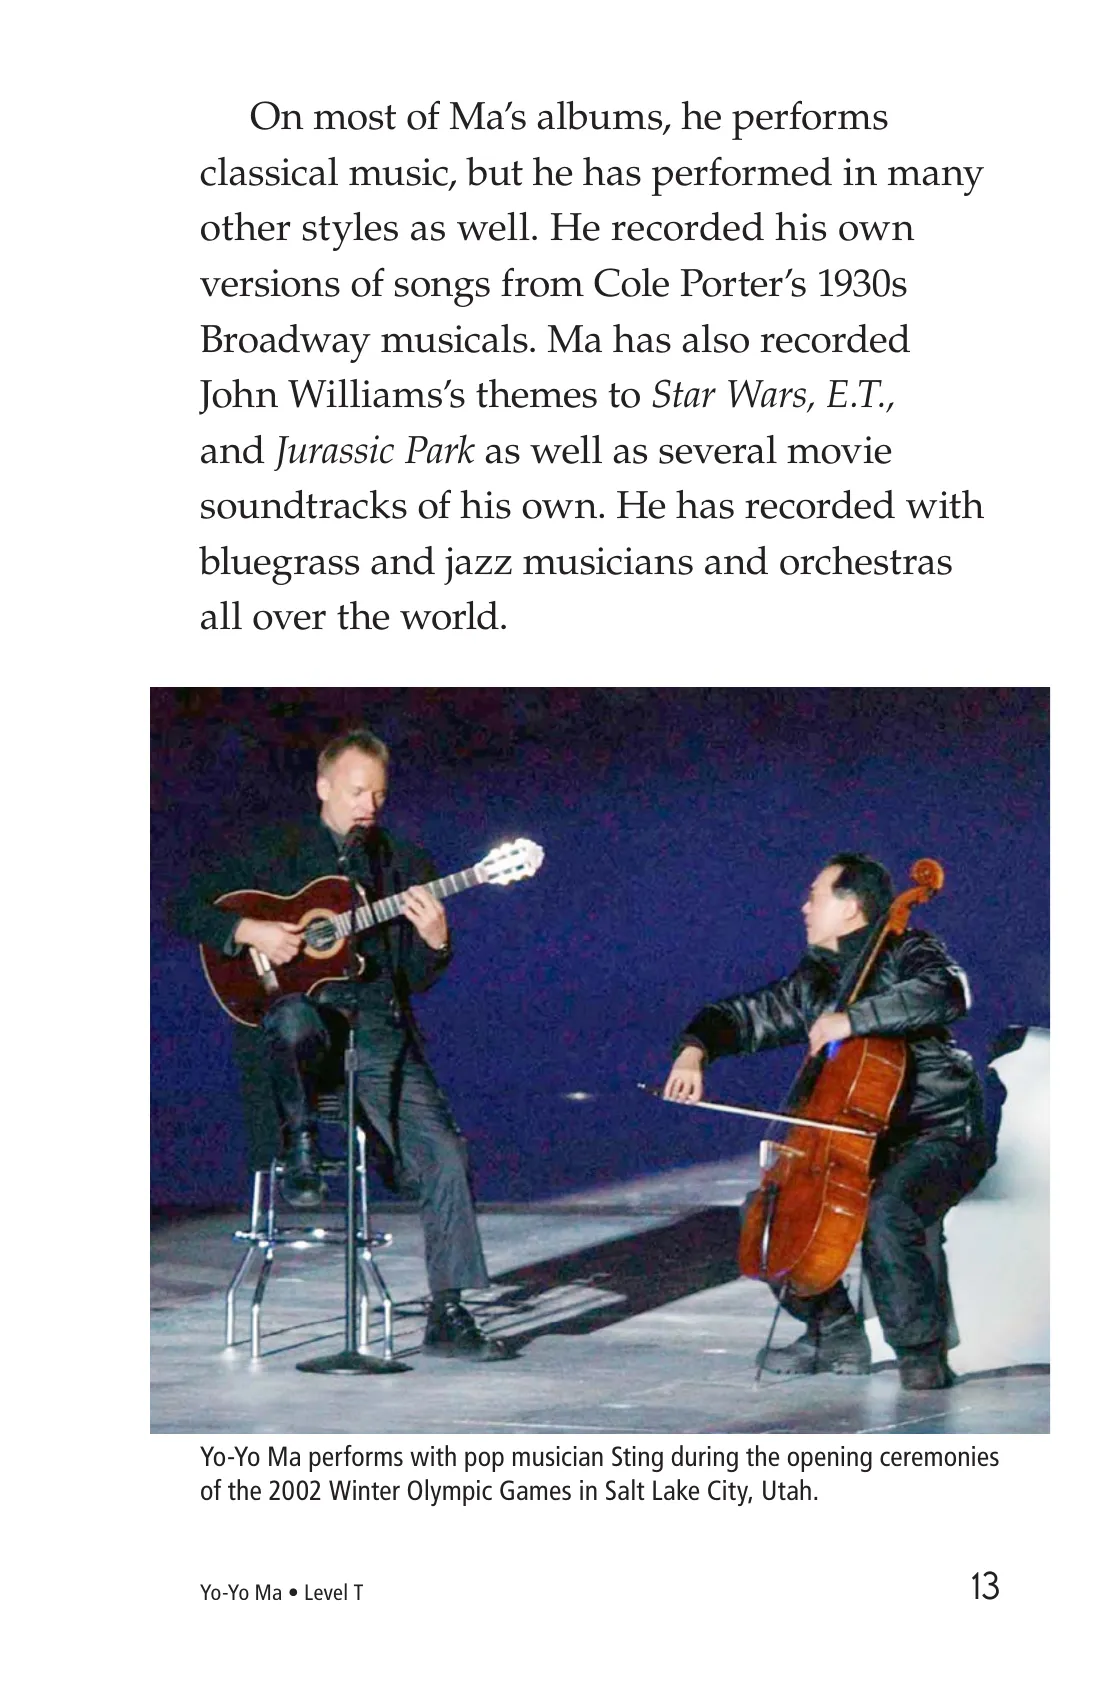 On most of Ma’s albums, he performs
classical music, but he has performed in many
other styles as well. He recorded his own
versions of songs from Cole Porter’s 1930s
Broadway musicals. Ma has also recorded
John Williams’s themes to Star Wars, E.T.,
and Jurassic Park as well as several movie
soundtracks of his own. He has recorded with
bluegrass and jazz musicians and orchestras
all over the world.
Yo-Yo Ma performs with pop musician Sting during the opening ceremonies
of the 2002 Winter Olympic Games in Salt Lake City, Utah.
Yo-Yo Ma • Level T
13